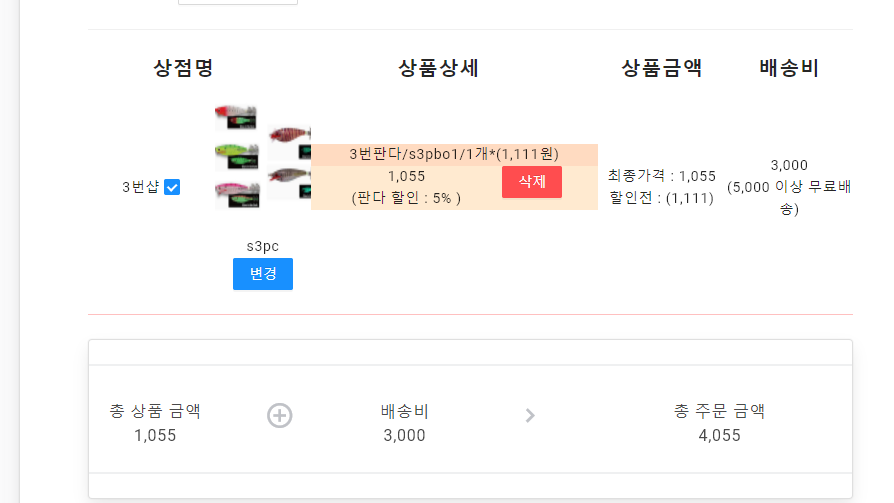 상점명 상품상세 상품금액 배송비
3번샵
s3pc
변경
3번판다/s3pbo1/1개*(1,111원)
1,055
(판다 할인 : 5% )
삭제
최종가격 : 1,055
할인전 : (1,111)
3,000
(5,000 이상 무료배
송)
총 상품 금액
1,055
배송비
3,000
총 주문 금액
4,055